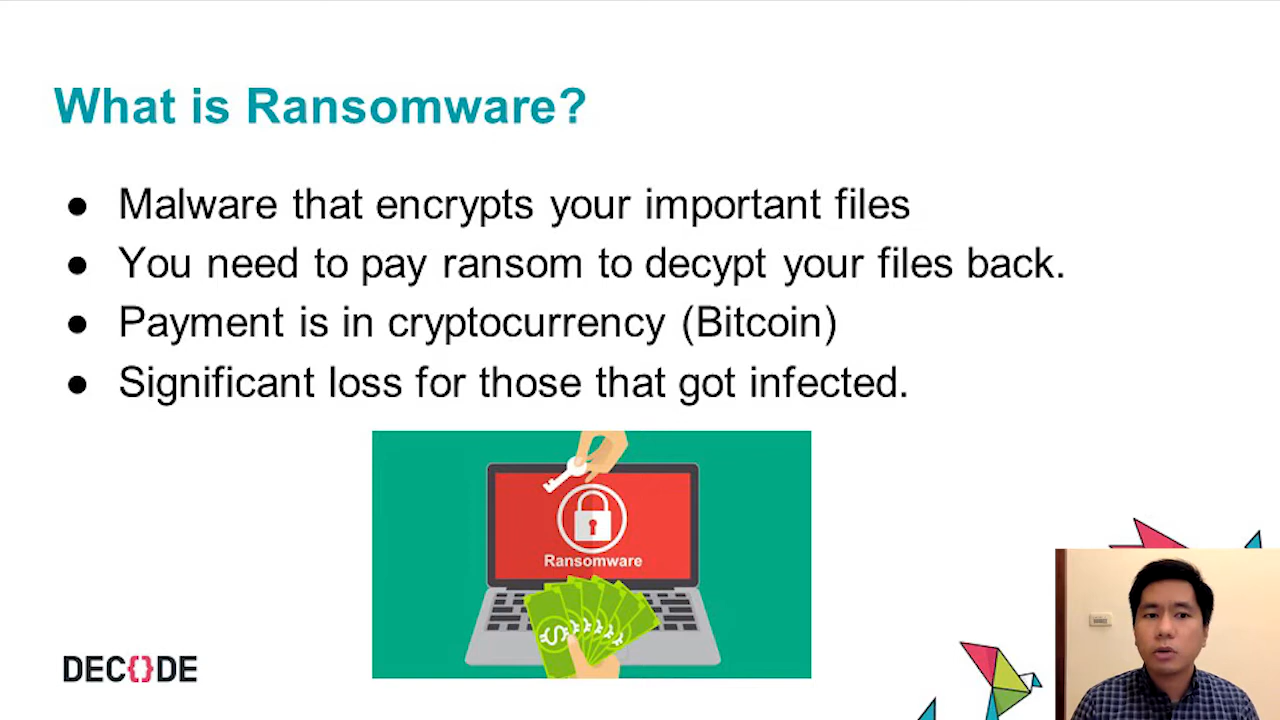 What is Ransomware?
● Malware that encrypts your important files
● You need to pay ransom to decypt your files back.
● Payment is in cryptocurrency (Bitcoin)
● Significant loss for those that got infected.
Ransomware
DEC{}DE